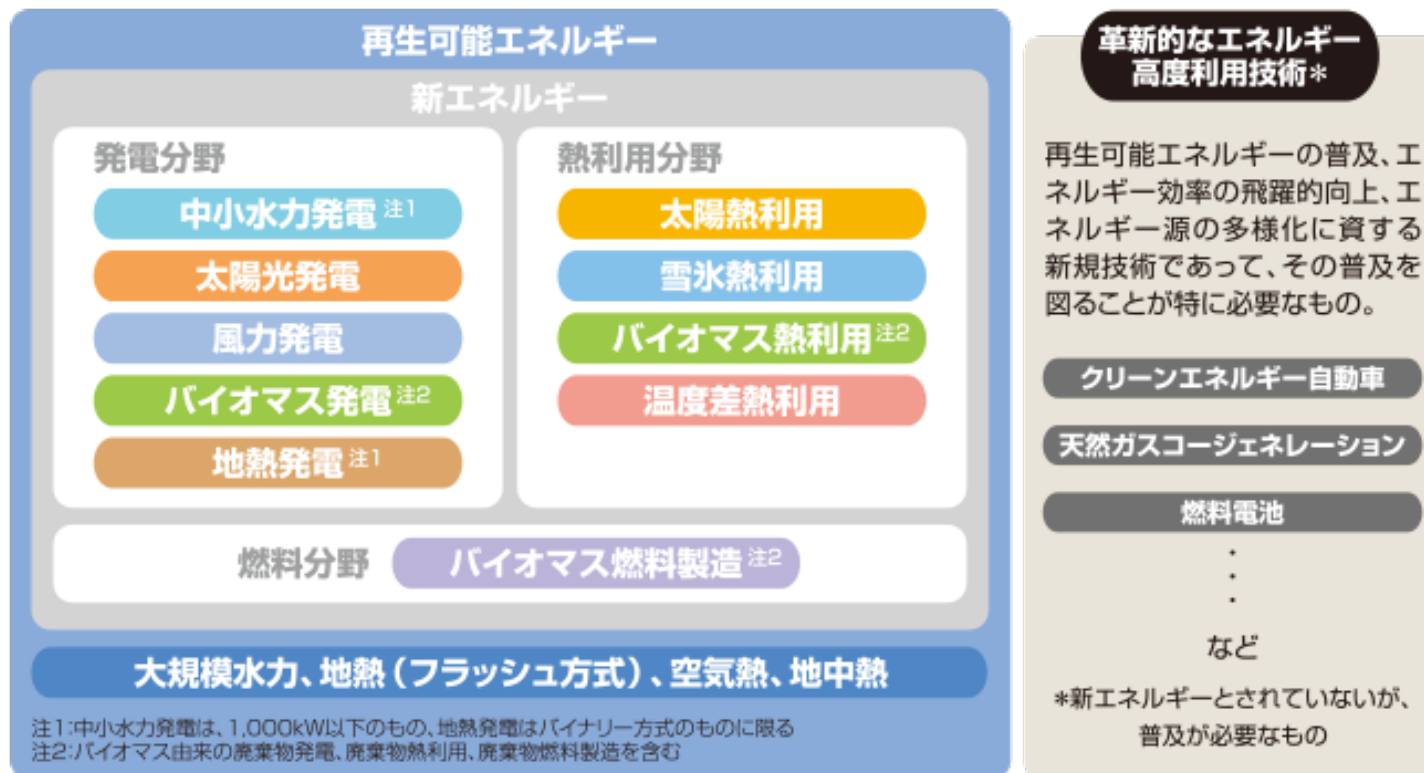 再生可能エネルギー
新エネルギー
発電分野
中小水力発電 注1
太陽光発電
風力発電
バイオマス発電 注2
地熱発電 注1
熱利用分野
太陽熱利用
雪氷熱利用
バイオマス熱利用 注2
温度差熱利用
燃料分野
バイオマス燃料製造 注2
大規模水力、地熱（フラッシュ方式）、空気熱、地中熱
注1:中小水力発電は、1,000kW以下のもの、地熱発電はバイナリー方式のものに限る
注2:バイオマス由来の廃棄物発電、廃棄物熱利用、廃棄物燃料製造を含む
革新的なエネルギー
高度利用技術*
再生可能エネルギーの普及、エ
ネルギー効率の飛躍的向上、エ
ネルギー源の多様化に資する
新規技術であって、その普及を
図ることが特に必要なもの。
クリーンエネルギー自動車
天然ガスコージェネレーション
燃料電池
・
・
・
など
*新エネルギーとされていないが、
普及が必要なもの